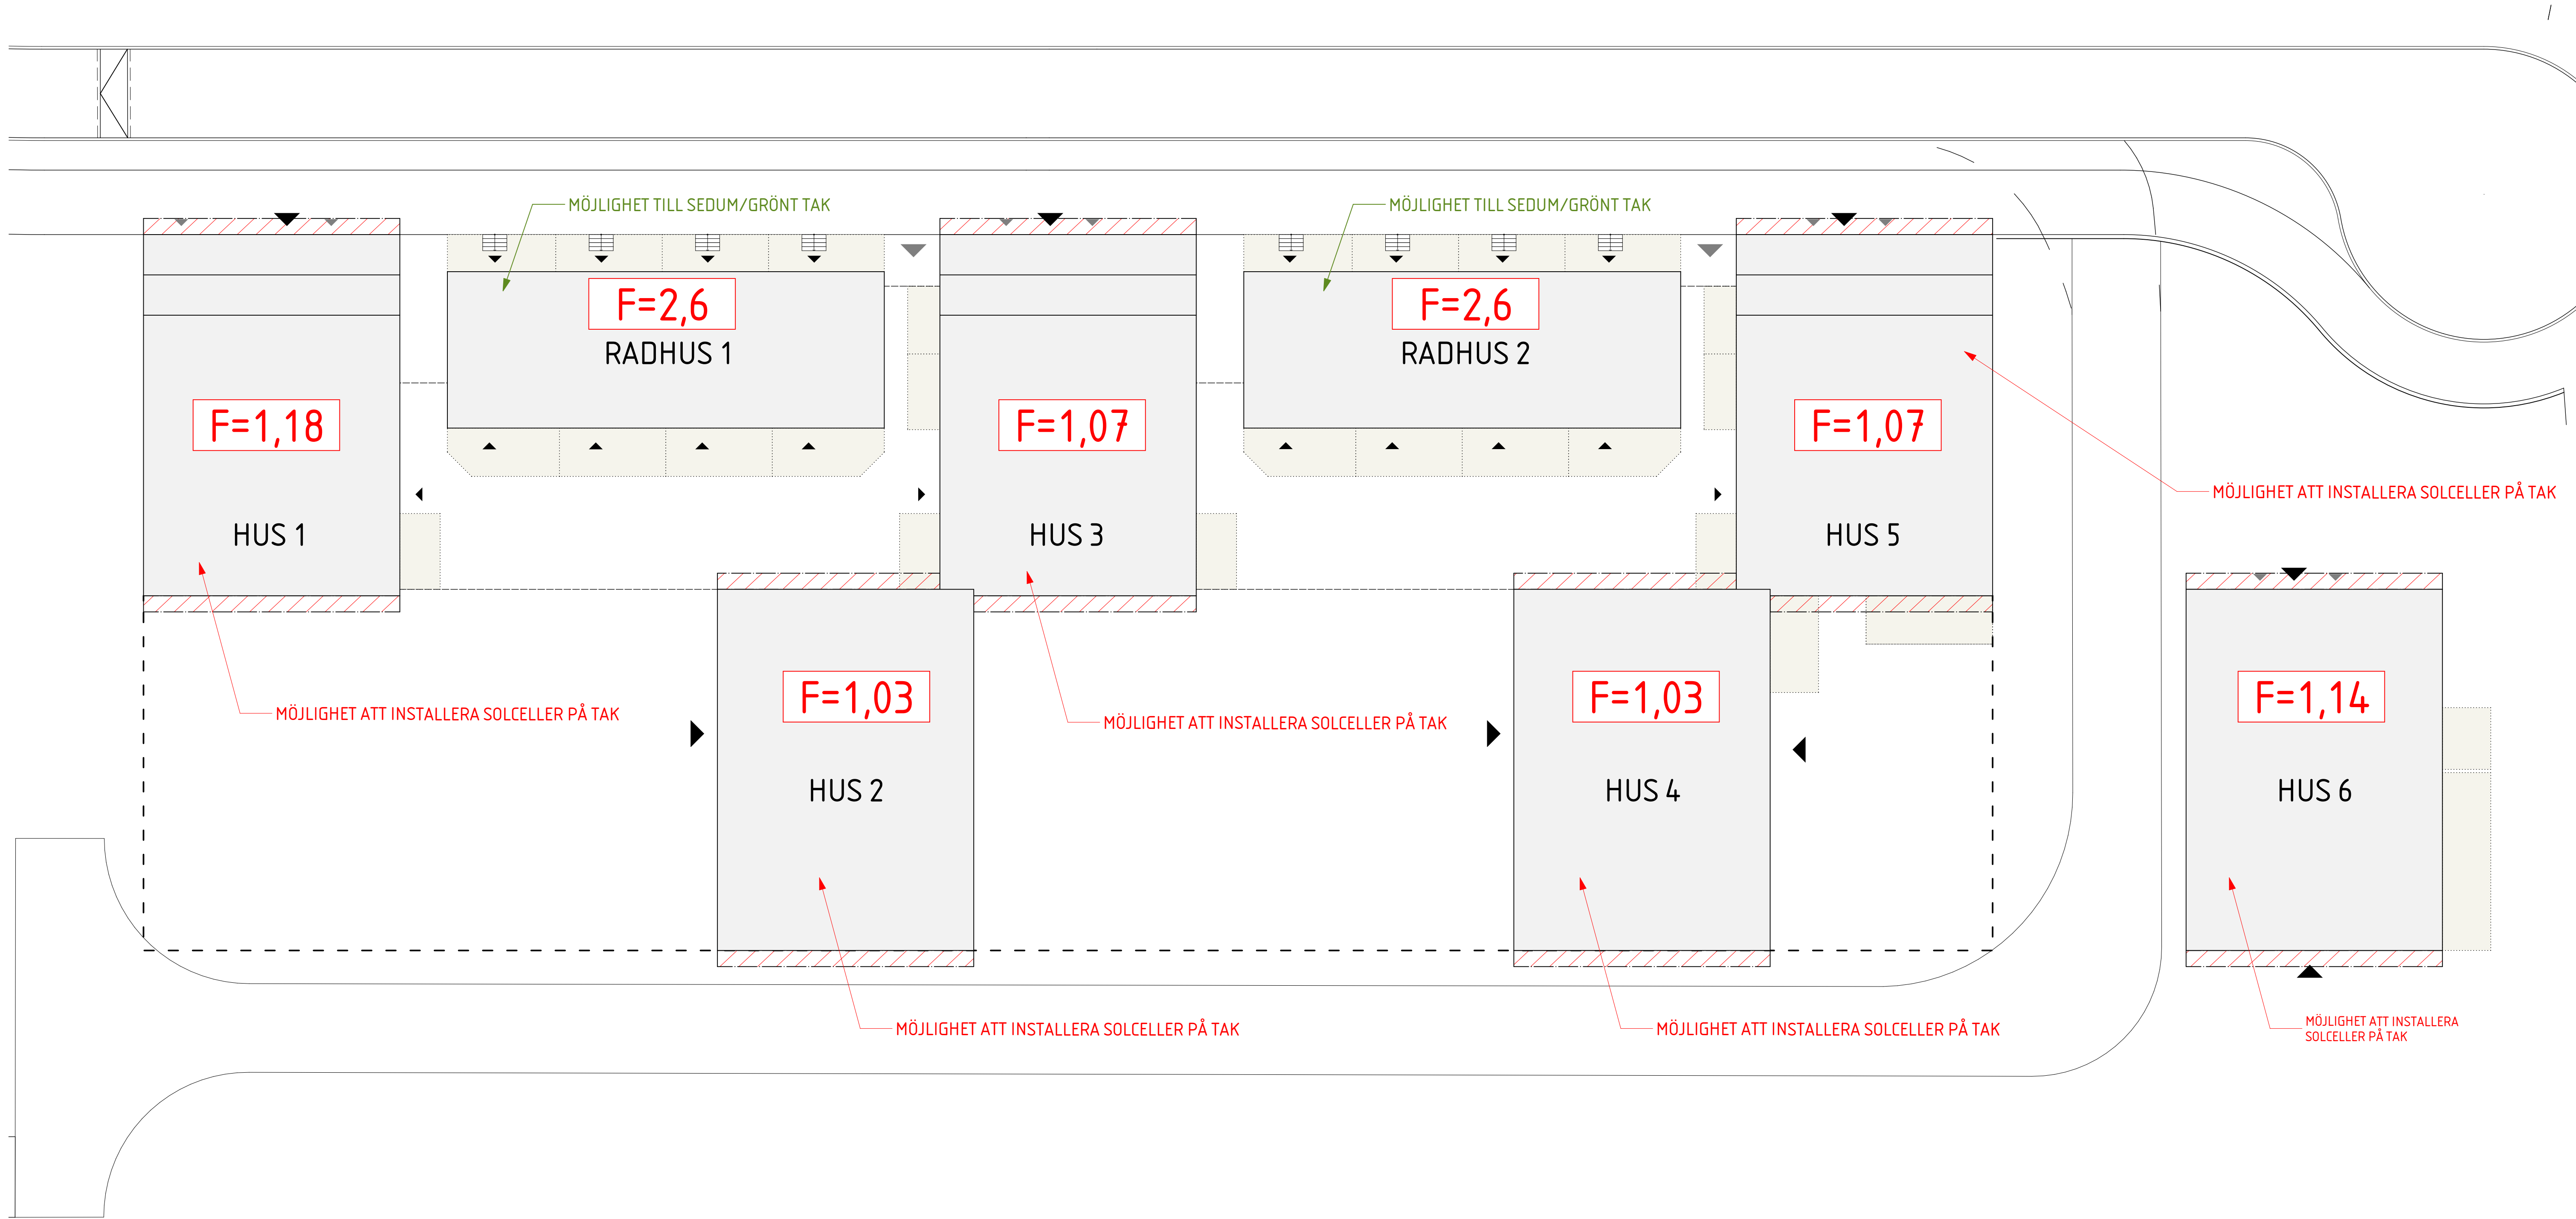 MÖJLIGHET TILL SEDUM/GRÖNT TAK
MÖJLIGHET TILL SEDUM/GRÖNT TAK
F=2,6
RADHUS 1
F=2,6
RADHUS 2
F=1,18
HUS 1
F=1,07
HUS 3
F=1,07
HUS 5
MÖJLIGHET ATT INSTALLERA SOLCELLER PÅ TAK
MÖJLIGHET ATT INSTALLERA SOLCELLER PÅ TAK
F=1,03
HUS 2
MÖJLIGHET ATT INSTALLERA SOLCELLER PÅ TAK
F=1,03
HUS 4
F=1,14
HUS 6
MÖJLIGHET ATT INSTALLERA SOLCELLER PÅ TAK
MÖJLIGHET ATT INSTALLERA SOLCELLER PÅ TAK
MÖJLIGHET ATT INSTALLERA
SOLCELLER PÅ TAK